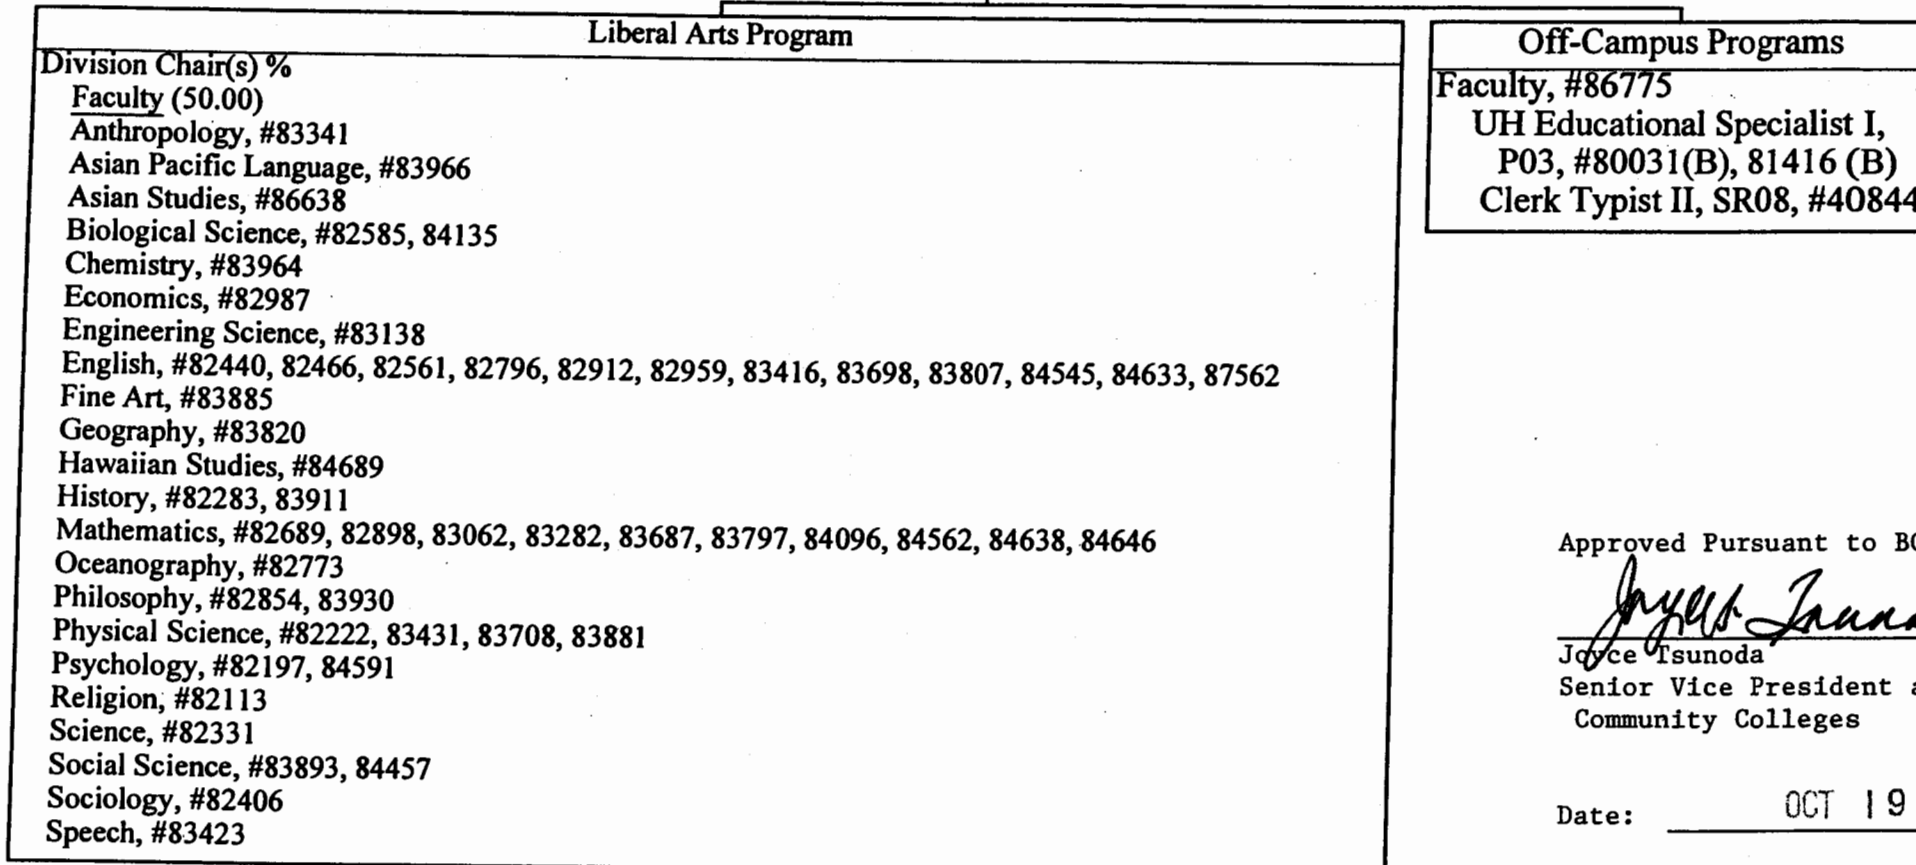 Liberal Arts Program
Division Chair(s) %
Faculty (50.00)
Anthropology, #83341
Asian Pacific Language, #83966
Asian Studies, #86638
Biological Science, #82585, 84135
Chemistry, #83964
Economics, #82987
Engineering Science, #83138
English, #82440, 82466, 82561, 82796, 82912, 82959, 83416, 83698, 83807, 84545, 84633, 87562
Fine Art, #83885
Geography, #83820
Hawaiian Studies, #84689
History, #82283, 83911
Mathematics, #82689, 82898, 83062, 83282, 83687, 83797, 84096, 84562, 84638, 84646
Oceanography, #82773
Philosophy, #82854, 83930
Physical Science, #82222, 83431, 83708, 83881
Psychology, #82197, 84591
Religion, #82113
Science, #82331
Social Science, #83893, 84457
Sociology, #82406
Speech, #83423
Off-Campus Programs
Faculty, #86775
UH Educational Specialist I,
P03, #80031(B), 81416 (B)
Clerk Typist II, SR08, #40844
Approved Pursuant to
Joyce Tsunoda
Senior Vice President
Community Colleges
Date: OCT 19